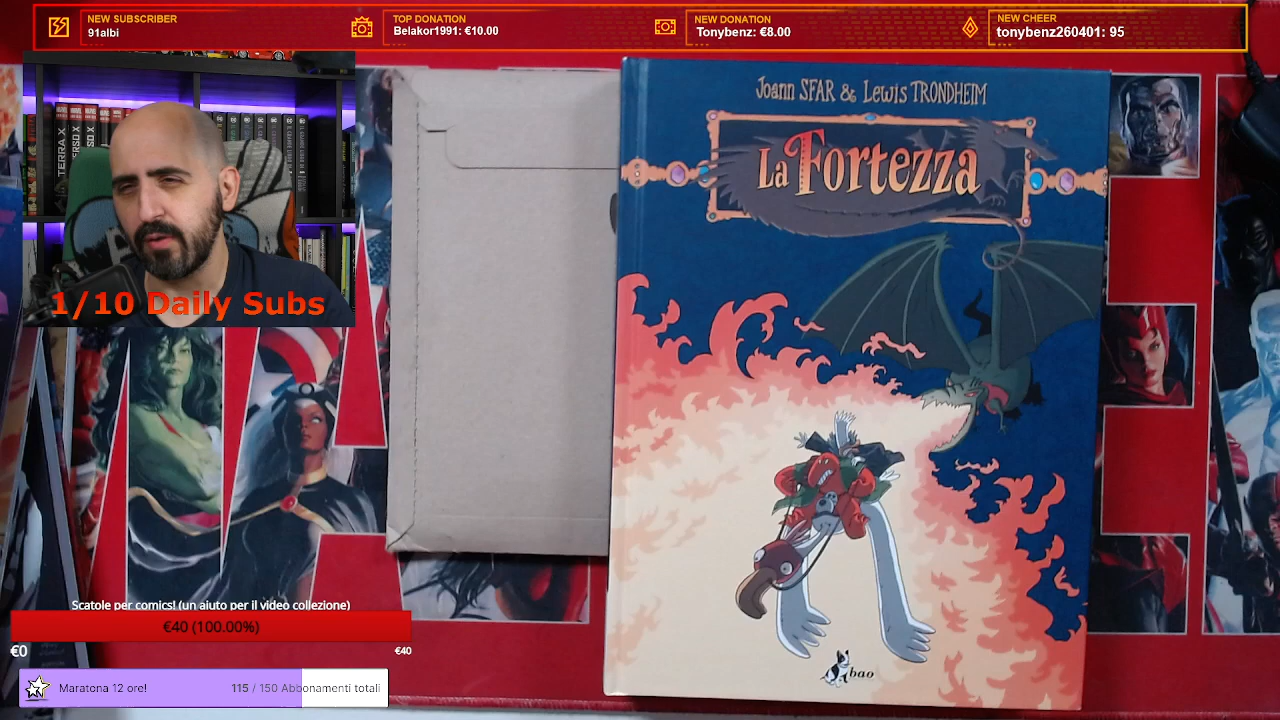 NEW SUBSCRIBER
91albi
TOP DONATION
Belakor1991: €10.00
NEW DONATION
Tonybenz: €8.00
NEW CHEER
tonybenz260401: 95
TERRA X
1/10 Daily Subs
Joann SFAR & Lewis TRONDHEIM
La Fortezza
bao
Scatole per comics! (un aiuto per il video collezione)
€40 (100.00%)
€0
€40
Maratona 12 ore!
115 / 150 Abbonamenti totali